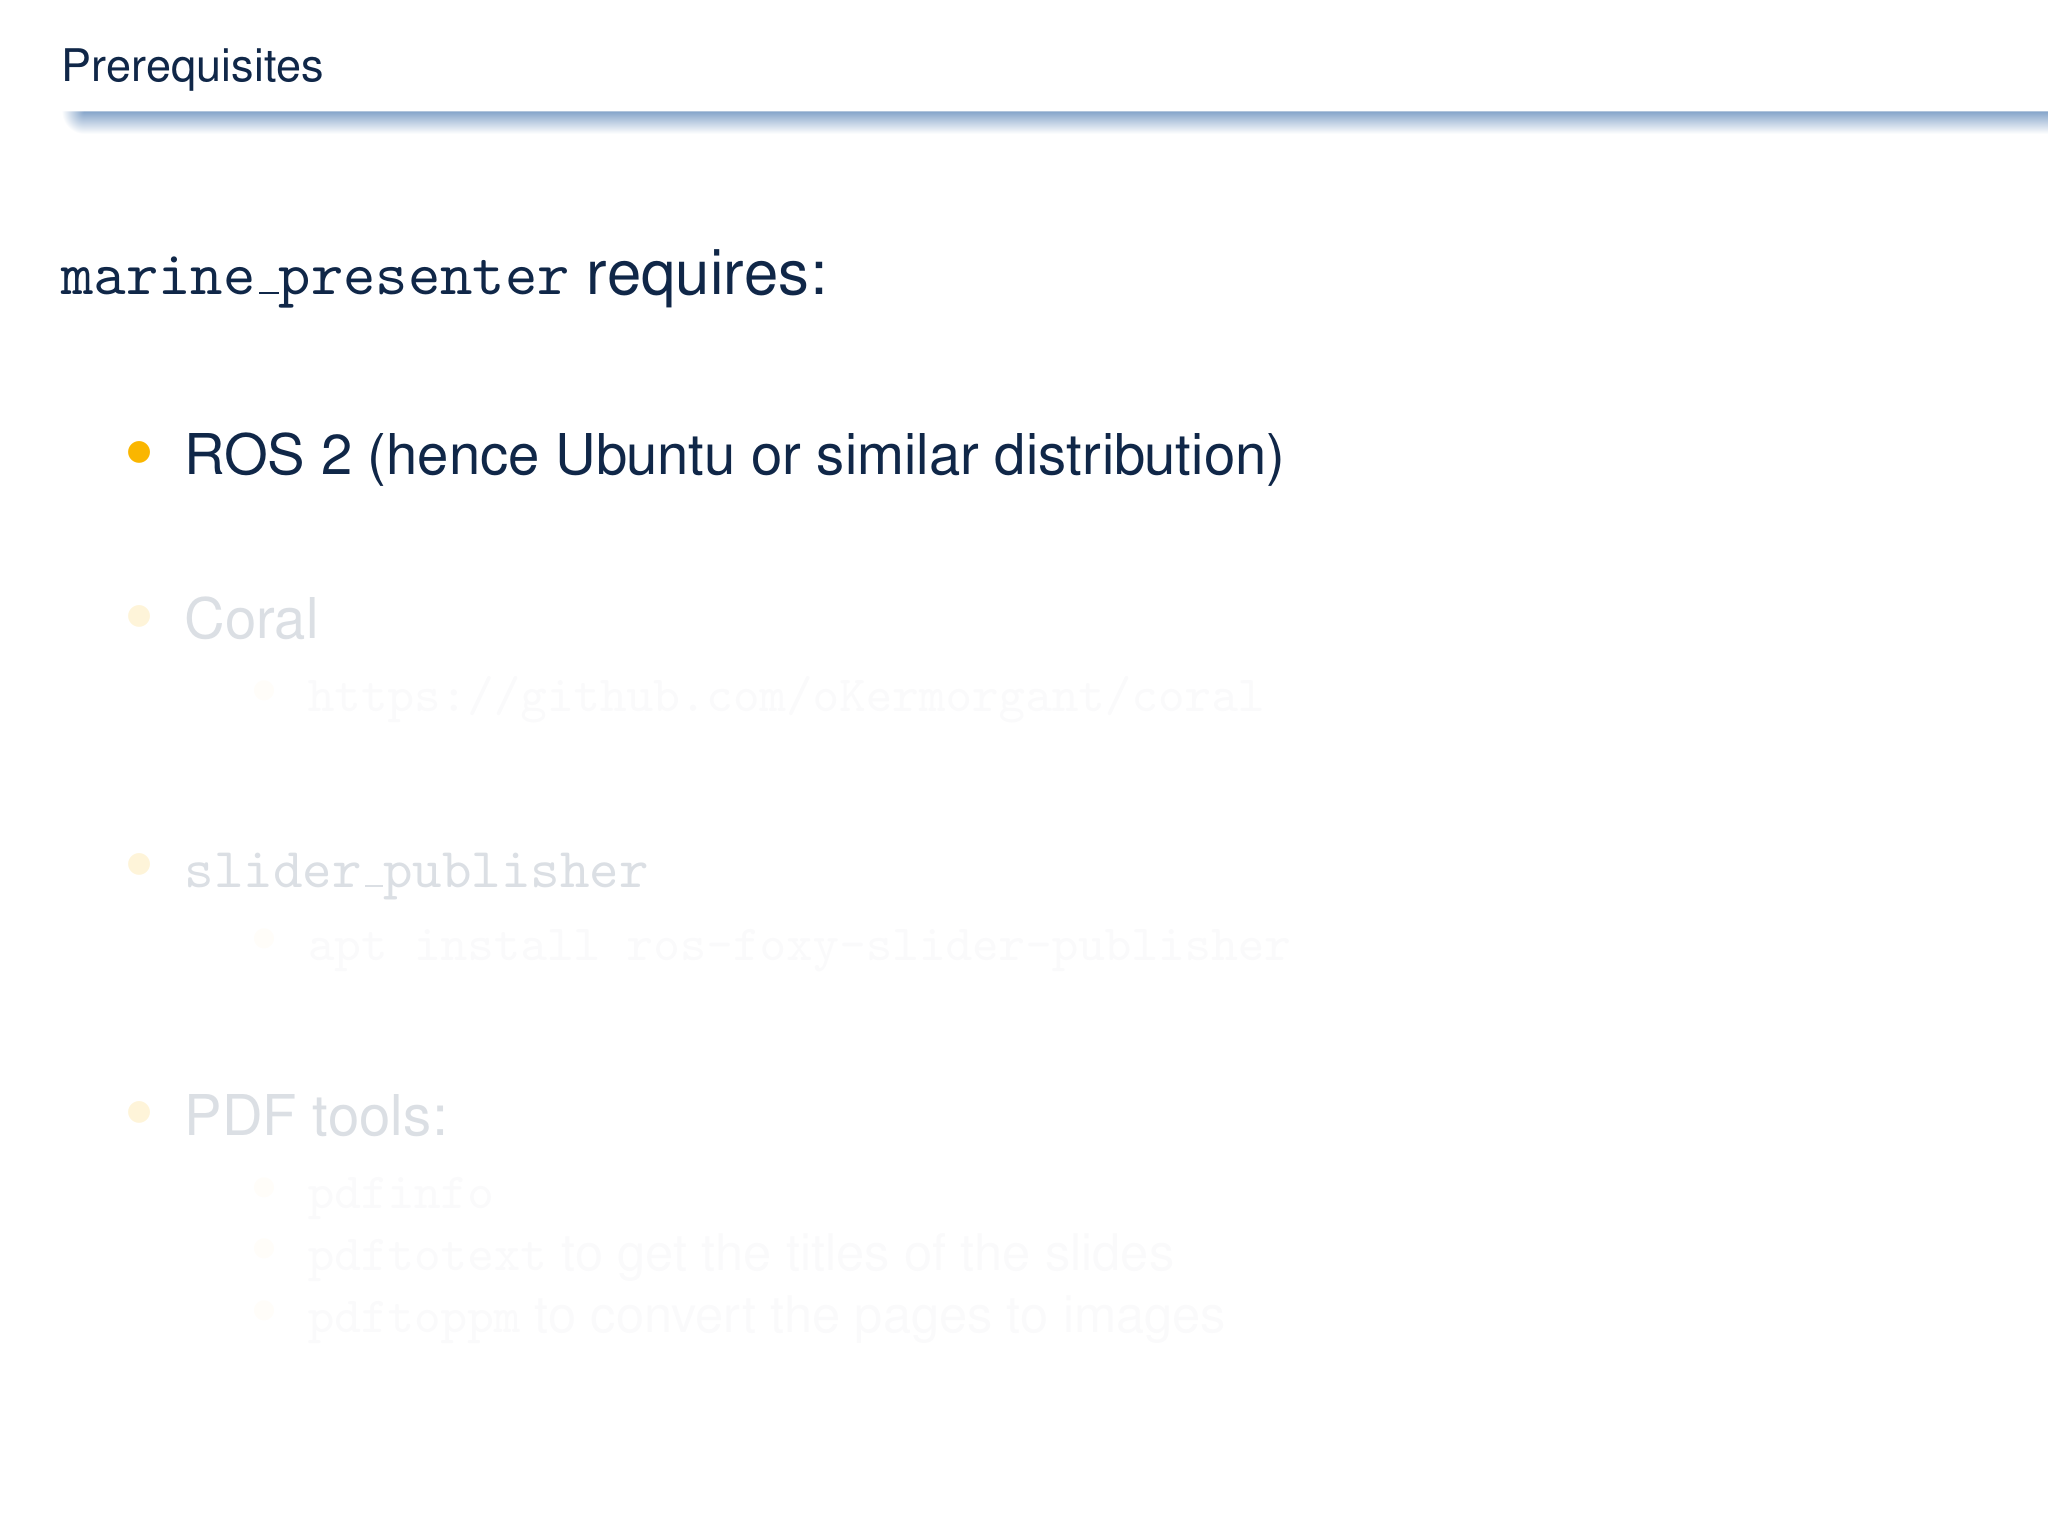 Prerequisites
marine_presenter requires:
ROS 2 (hence Ubuntu or similar distribution)
Coral
https://github.com/oKermorgant/coral
slider_publisher
apt install ros-foxy-slider-publisher
PDF tools:
pdfinfo
pdftotext to get the titles of the slides
pdftoppm to convert the pages to images